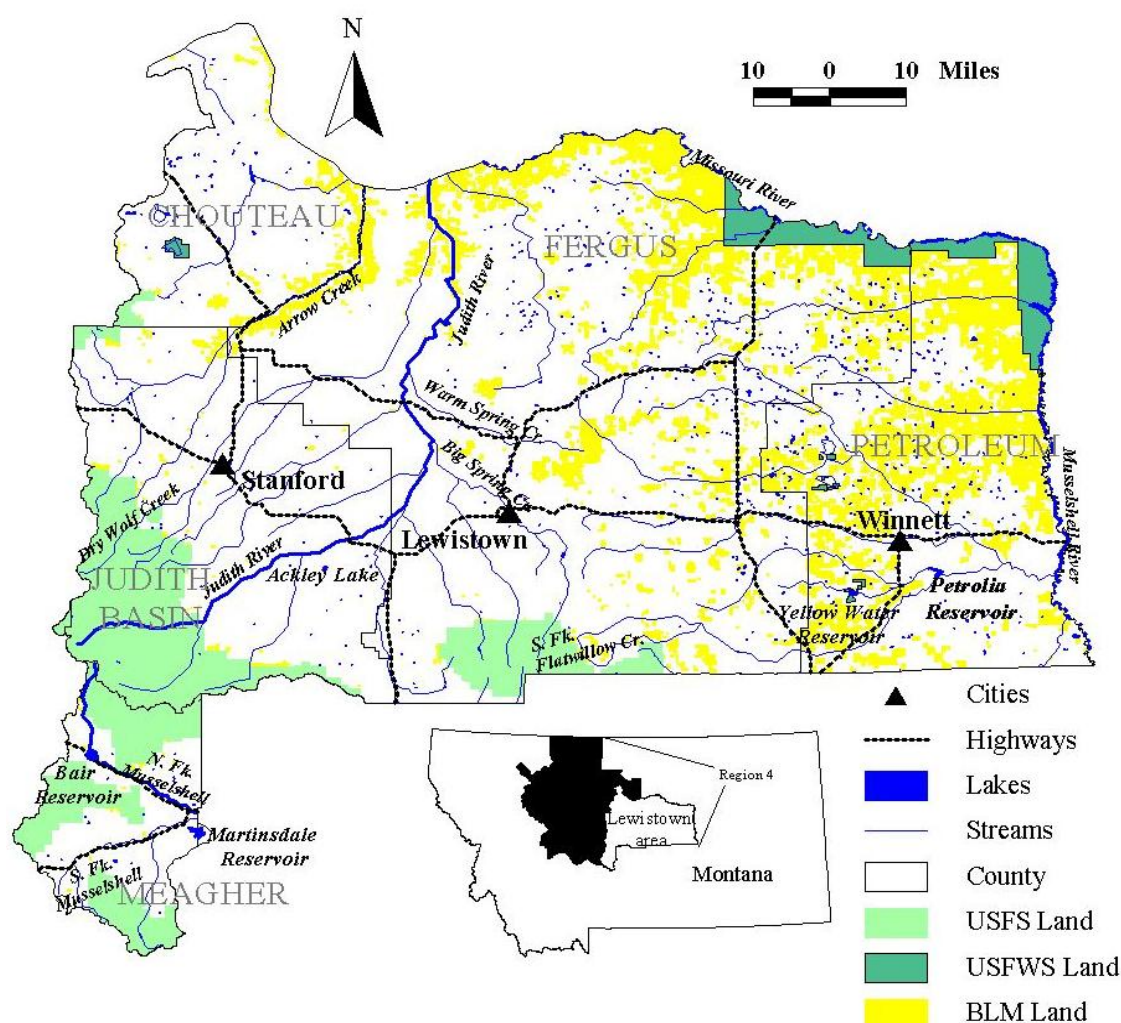 N
10 0 10 Miles
Missouri River
CHOUTEAU
FERGUS
Arrow Creek
Judith River
Warm Spring Cr.
Big Spring Cr.
PETROLEUM
Musselshell River
Stanford
Lewistown
Winnett
Dry Wolf Creek
Judith River
Ackley Lake
JUDITH
BASIN
Petrolia
Reservoir
Yellow Water
Reservoir
S. Fk.
Flatwillow Cr.
N. Fk.
Musselshell
Bair
Reservoir
Martinsdale
Reservoir
S. Fk.
Musselshell
MEAGHER
Region 4
Lewistown
area
Montana
Cities
Highways
Lakes
Streams
County
USFS Land
USFWS Land
BLM Land